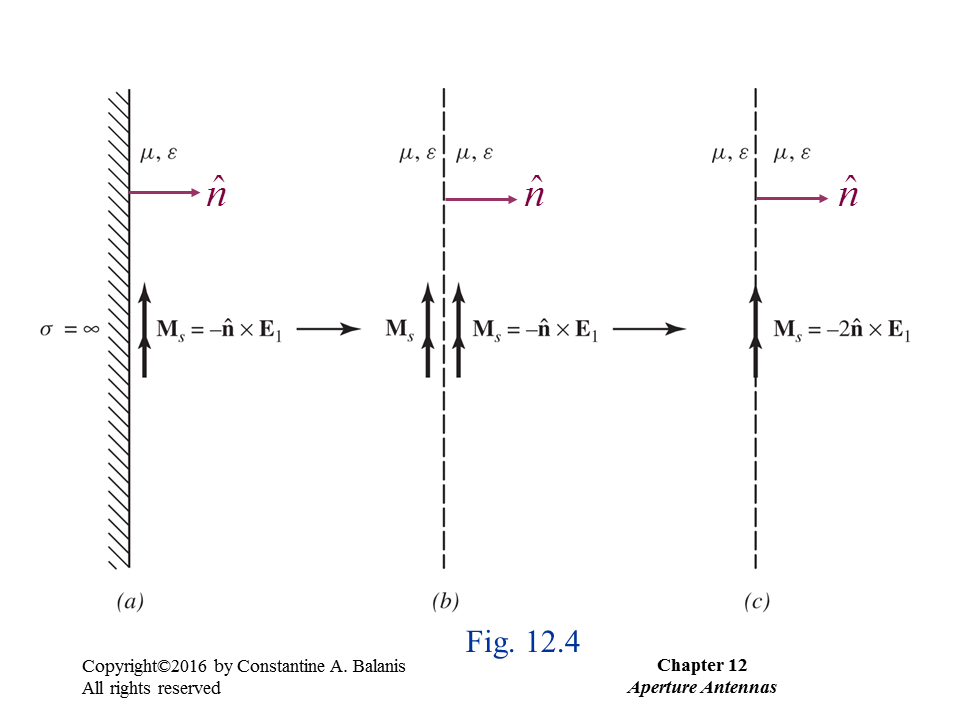 μ, ε μ, ε μ, ε μ, ε μ, ε
n̂ n̂ n̂
σ = ∞ Mₛ = –n̂ × E₁ Mₛ Mₛ = –n̂ × E₁ Mₛ = –2n̂ × E₁
(a) (b) (c)
Fig. 12.4
Copyright©2016 by Constantine A. Balanis
All rights reserved
Chapter 12
Aperture Antennas